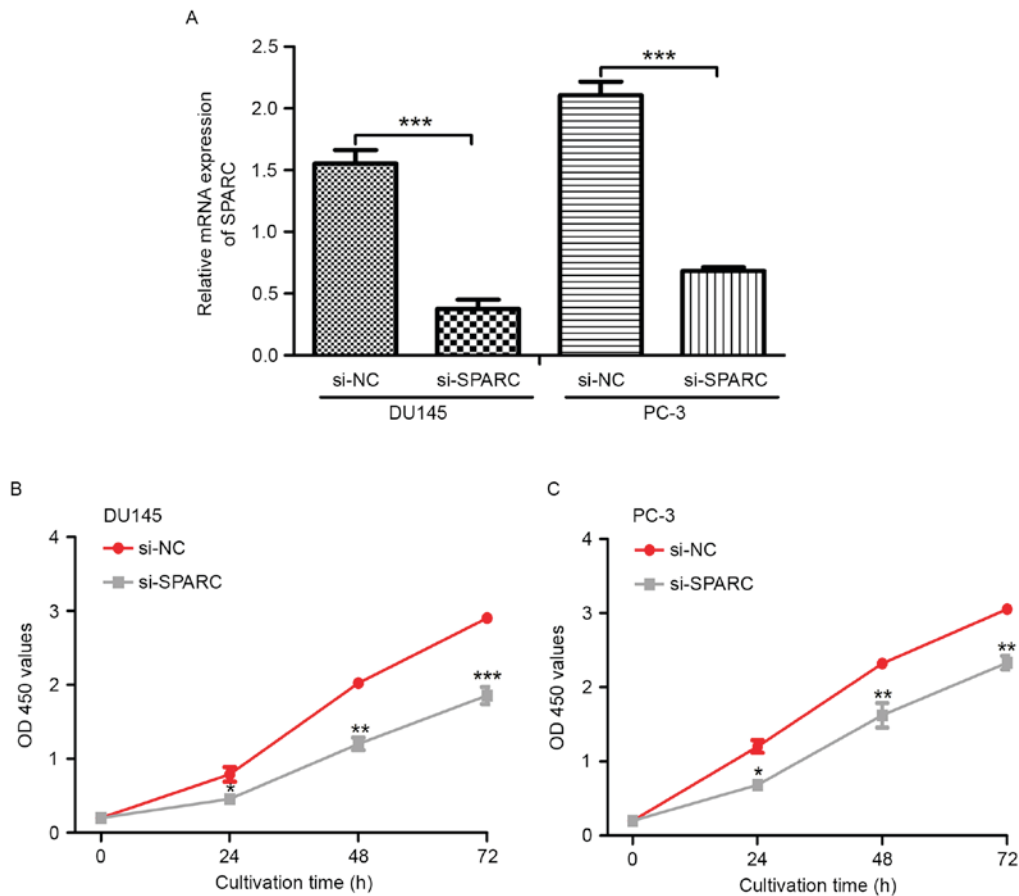 A
Relative mRNA expression
of SPARC
2.5
2.0
1.5
1.0
0.5
0.0
***
***
si-NC
si-SPARC
si-NC
si-SPARC
DU145
PC-3
B
DU145
si-NC
si-SPARC
OD 450 values
4
3
2
1
0
*
**
***
0
24
48
72
Cultivation time (h)
C
PC-3
si-NC
si-SPARC
OD 450 values
4
3
2
1
0
*
**
**
0
24
48
72
Cultivation time (h)